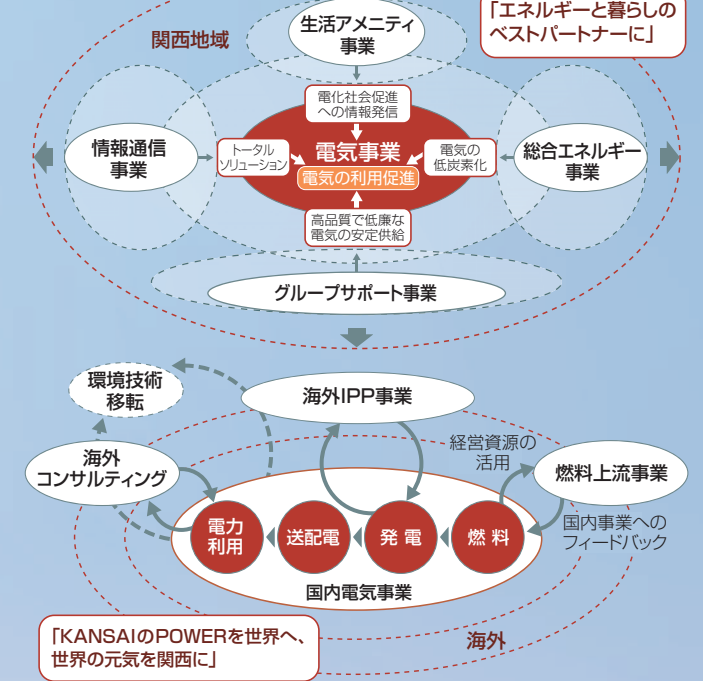 「エネルギーと暮らしの
ベストパートナーに」
関西地域
生活アメニティ
事業
電化社会促進
への情報発信
情報通信
事業
トータル
ソリューション
電気事業
電気の利用促進
電気の
低炭素化
総合エネルギー
事業
高品質で低廉な
電気の安定供給
グループサポート事業
環境技術
移転
海外IPP事業
海外
コンサルティング
経営資源の
活用
燃料上流事業
電力
利用
送配電
発電
燃料
国内事業への
フィードバック
国内電気事業
「KANSAIのPOWERを世界へ、
世界の元気を関西に」
海外